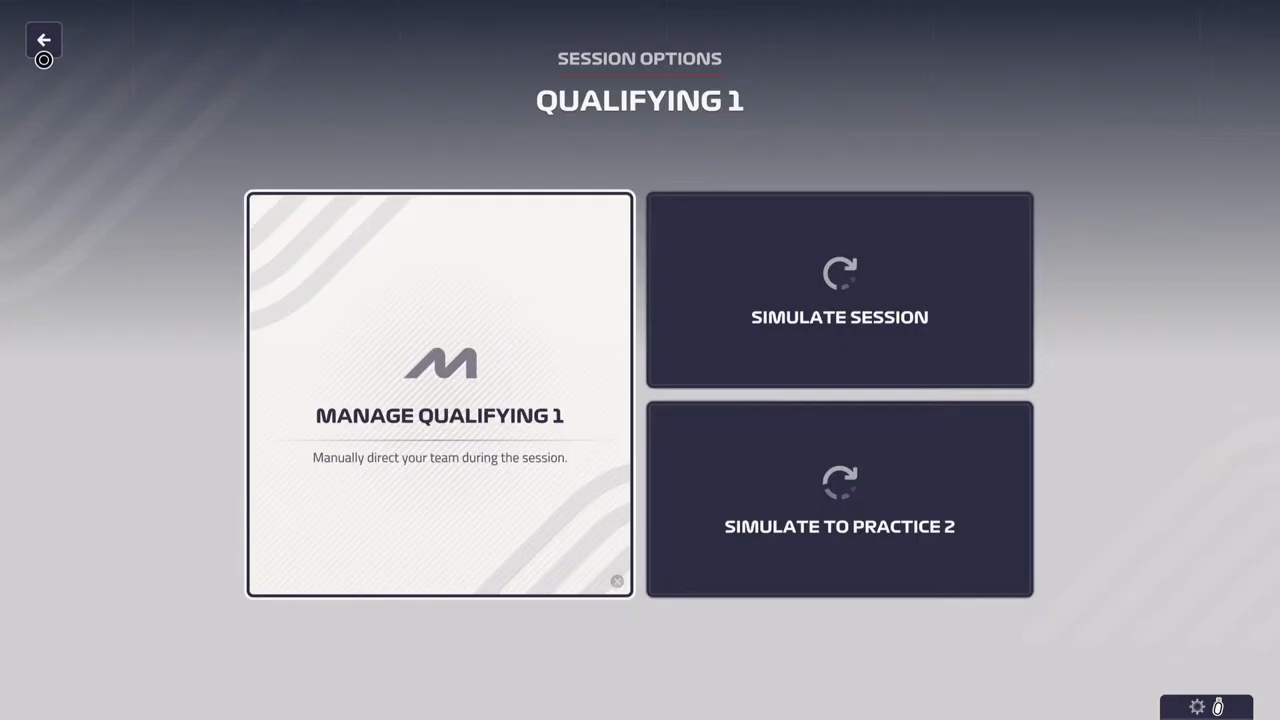 SESSION OPTIONS
QUALIFYING 1
MANAGE QUALIFYING 1
Manually direct your team during the session.
SIMULATE SESSION
SIMULATE TO PRACTICE 2